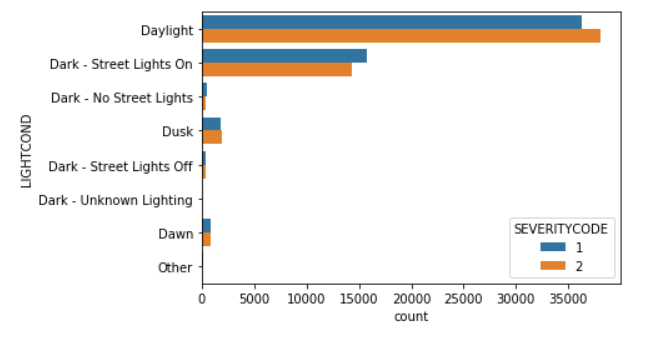 Daylight
Dark - Street Lights On
Dark - No Street Lights
Dusk
Dark - Street Lights Off
Dark - Unknown Lighting
Dawn
Other
LIGHTCOND
SEVERITYCODE
1
2
0 5000 10000 15000 20000 25000 30000 35000
count